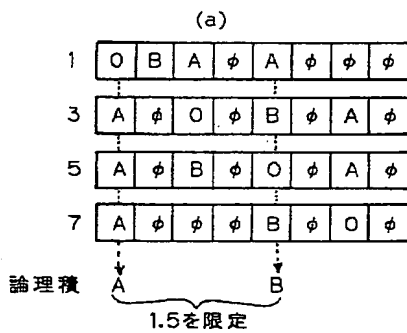 (a)
1 O B A φ A φ φ φ
3 A φ O φ B φ A φ
5 A φ B φ O φ A φ
7 A φ φ φ B φ O φ
論理積 A B
1.5を限定